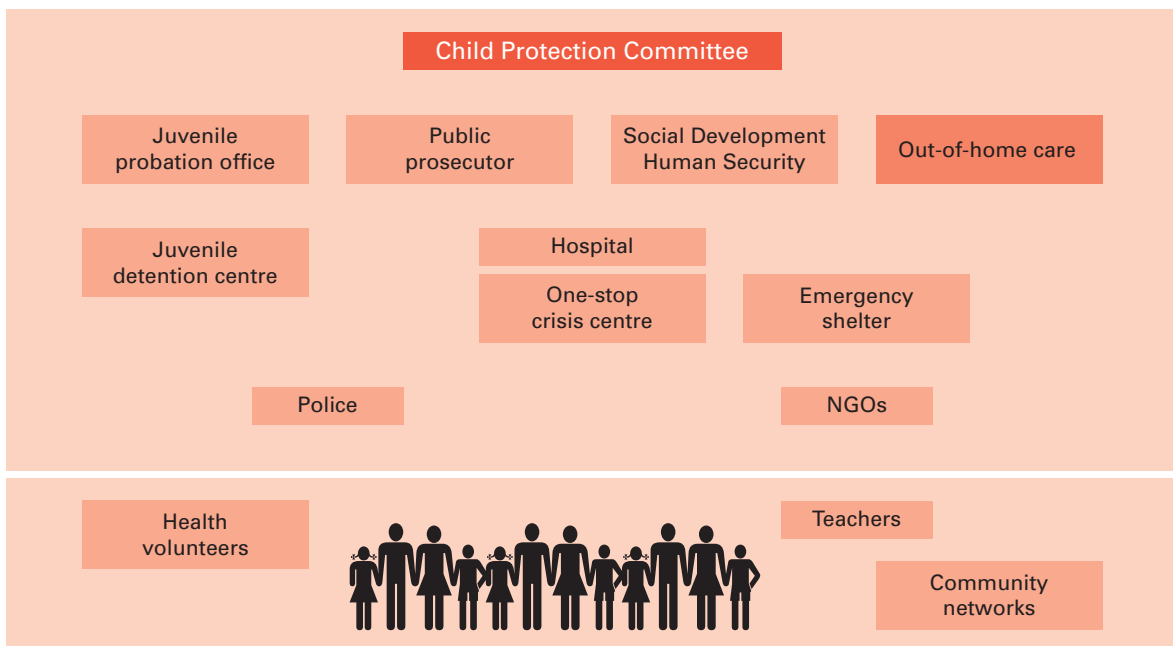 Child Protection Committee
Juvenile
probation office
Public
prosecutor
Social Development
Human Security
Out-of-home care
Juvenile
detention centre
Hospital
One-stop
crisis centre
Emergency
shelter
Police
NGOs
Health
volunteers
Teachers
Community
networks